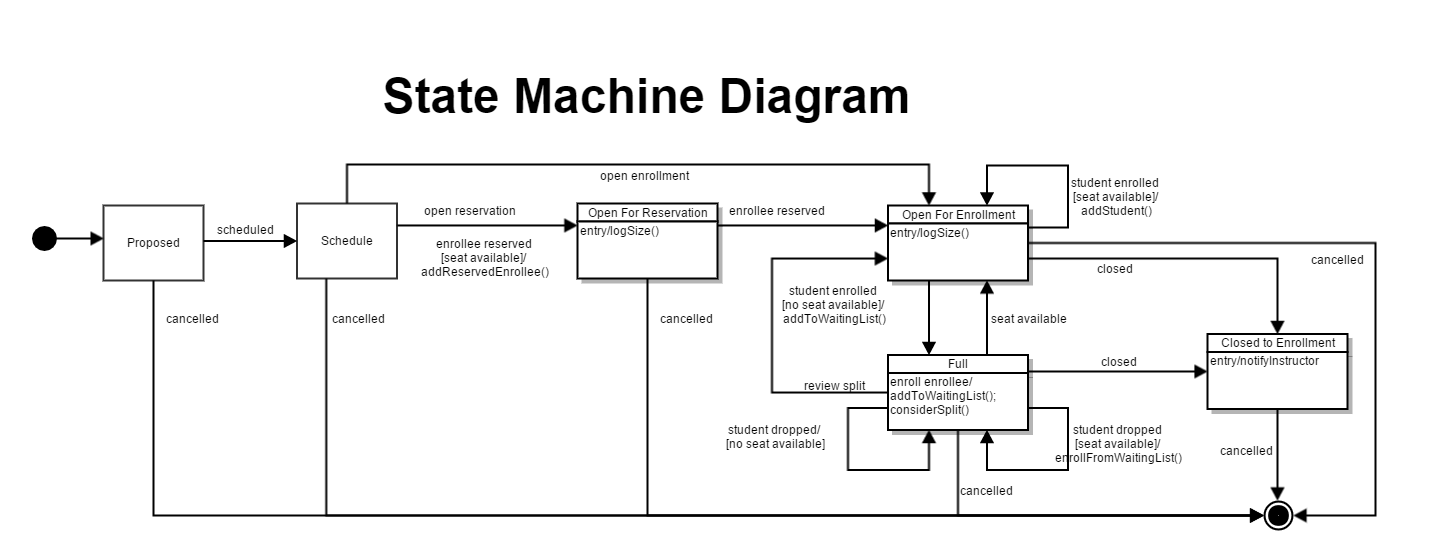 State Machine Diagram
open enrollment
student enrolled
[seat available]/
addStudent()
Proposed
scheduled
Schedule
open reservation
enrollee reserved
[seat available]/
addReservedEnrollee()
Open For Reservation
entry/logSize()
enrollee reserved
Open For Enrollment
entry/logSize()
cancelled
closed
cancelled
cancelled
cancelled
student enrolled
[no seat available]/
addToWaitingList()
seat available
Closed to Enrollment
entry/notifyInstructor
Full
enroll enrollee/
addToWaitingList();
considerSplit()
closed
review split
student dropped/
[no seat available]
student dropped
[seat available]/
enrollFromWaitingList()
cancelled
cancelled